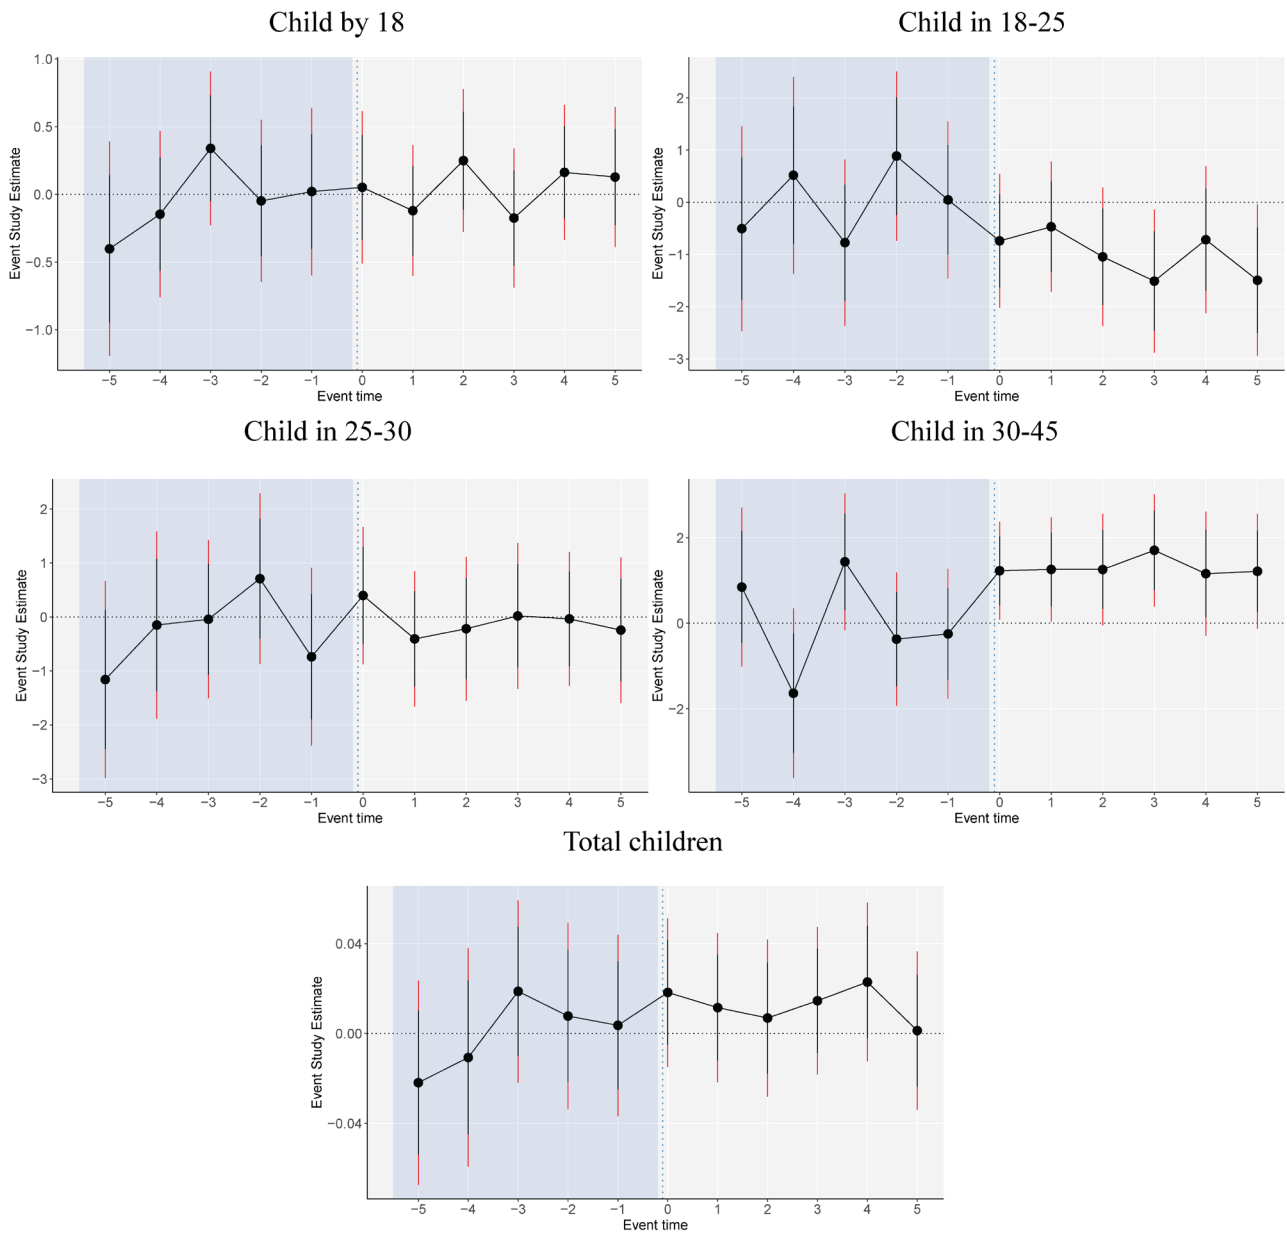 Child by 18
Child in 18-25
1.0
0.5
0.0
−0.5
−1.0
Event Study Estimate
−5 −4 −3 −2 −1 0 1 2 3 4 5
Event time
2
1
0
−1
−2
−3
Event Study Estimate
−5 −4 −3 −2 −1 0 1 2 3 4 5
Event time
Child in 25-30
Child in 30-45
2
1
0
−1
−2
−3
Event Study Estimate
−5 −4 −3 −2 −1 0 1 2 3 4 5
Event time
2
0
−2
Event Study Estimate
−5 −4 −3 −2 −1 0 1 2 3 4 5
Event time
Total children
0.04
0.00
−0.04
Event Study Estimate
−5 −4 −3 −2 −1 0 1 2 3 4 5
Event time